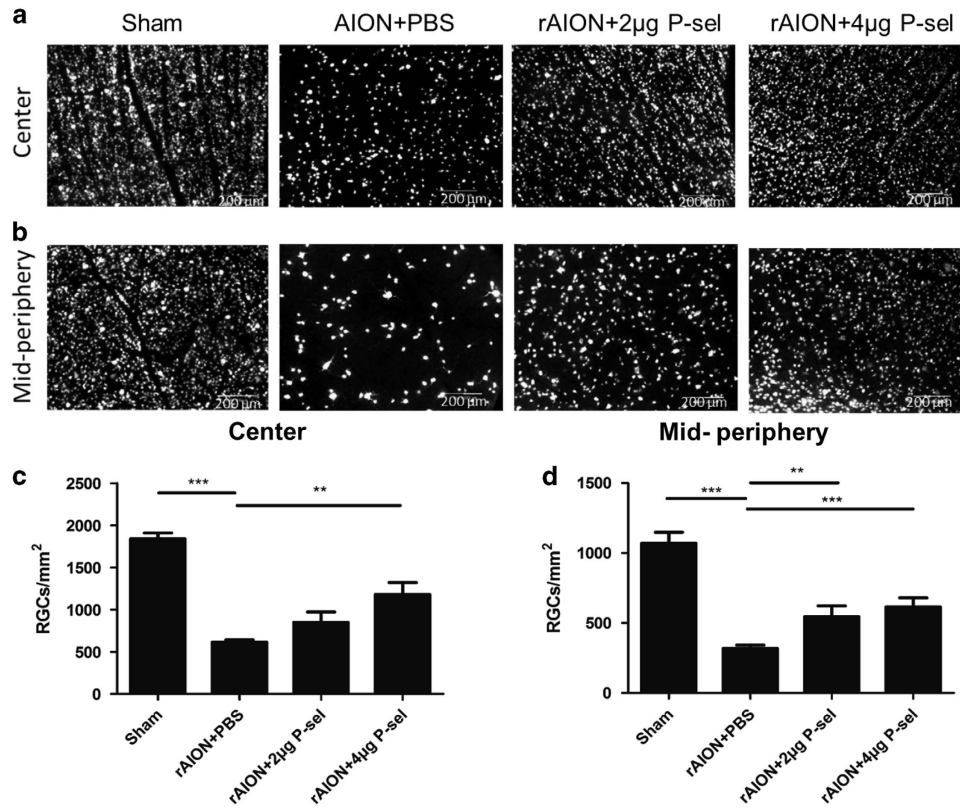 a
Sham AION+PBS rAION+2µg P-sel rAION+4µg P-sel
Center
200 µm 200 µm 200 µm 200 µm
b
Mid-periphery
200 µm 200 µm 200 µm 200 µm
Center Mid- periphery
c
***
**
2500
2000
1500
1000
500
0
RGCs/mm²
Sham
rAION+PBS
rAION+2µg P-sel
rAION+4µg P-sel
d
**
***
***
1500
1000
500
0
RGCs/mm²
Sham
rAION+PBS
rAION+2µg P-sel
rAION+4µg P-sel